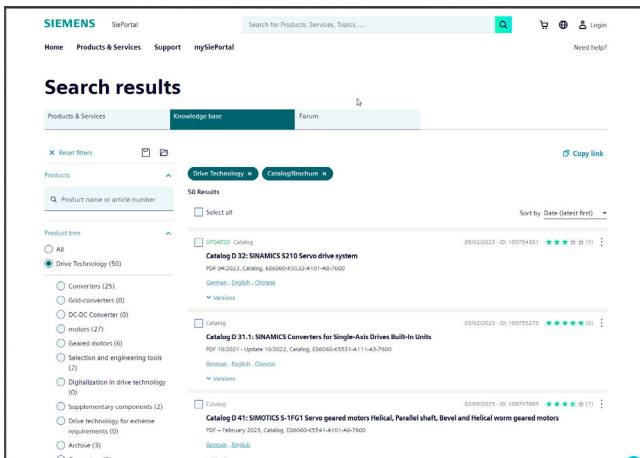 SIEMENS SiePortal
Search for Products, Services, Topics, ...
Login
Home Products & Services Support mySiePortal
Need help?
Search results
Products & Services
Knowledge base
Forum
× Reset filters
Copy link
Products
Product name or article number
Product tree
All
Drive Technology (50)
Converters (25)
Grid-converters (0)
DC-DC Converter (0)
motors (27)
Geared motors (6)
Selection and engineering tools
(2)
Digitalization in drive technology
(0)
Supplementary components (2)
Drive technology for extreme
requirements (0)
Archive (3)
Drive Technology × Catalog/Brochure ×
50 Results
Select all
Sort by Date (latest first)
UPDATED Catalog
05/02/2023 - ID: 109754381 (5)
Catalog D 32: SINAMICS S210 Servo drive system
PDF 04/2023, Catalog, E86060-K5532-A101-A0-7600
German , English , Chinese
Versions
Catalog
03/02/2023 - ID: 109755273 (6)
Catalog D 31.1: SINAMICS Converters for Single-Axis Drives Built-In Units
PDF 10/2021 - Update 10/2022, Catalog, E86060-K5531-A111-A3-7600
German , English , Chinese
Versions
Catalog
02/09/2023 - ID: 109747095 (7)
Catalog D 41: SIMOTICS S-1FG1 Servo geared motors Helical, Parallel shaft, Bevel and Helical worm geared motors
PDF – February 2023, Catalog, E86060-K5541-A101-A6-7600
German , English